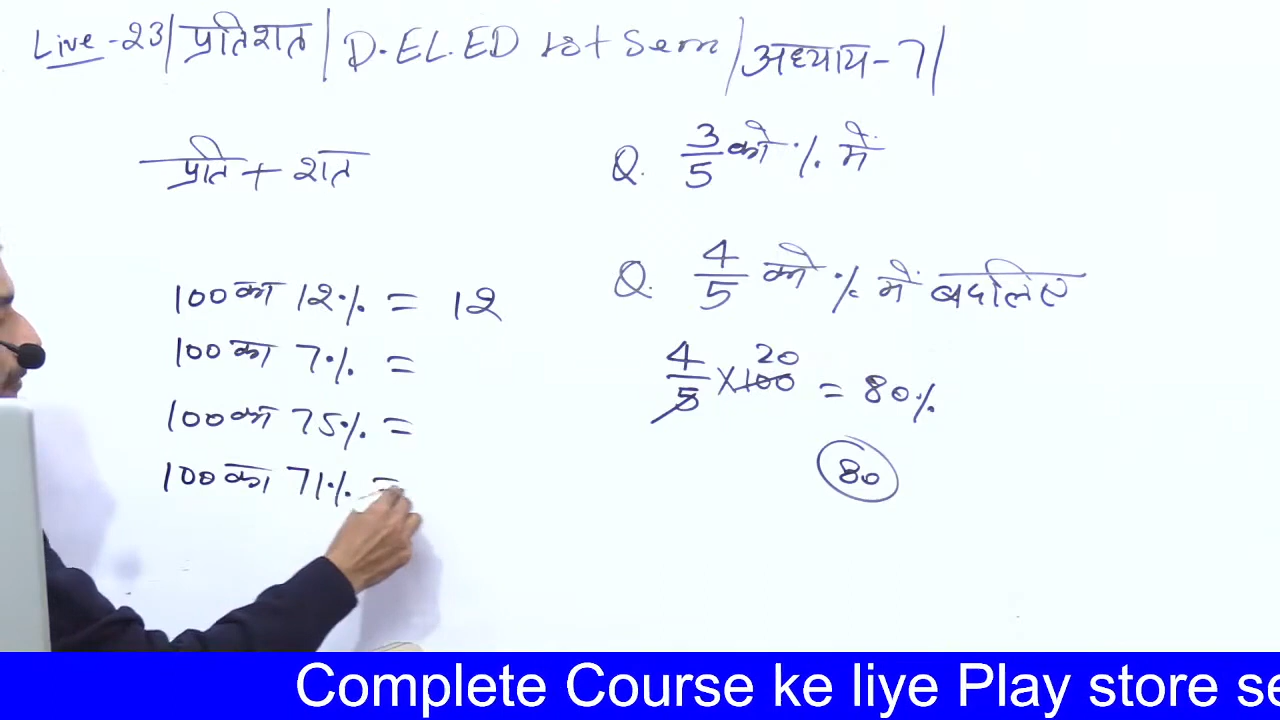 Live-23/प्रतिशत/D.EL.ED 1st Sem/अध्याय-7/
प्रति + शत
100 का 12% = 12
100 का 7% =
100 का 75% =
100 का 71% =
Q. 3/5 को % में
Q. 4/5 को % में बदलिए
4/5 × 100 20 = 80%
80
Complete Course ke liye Play store se